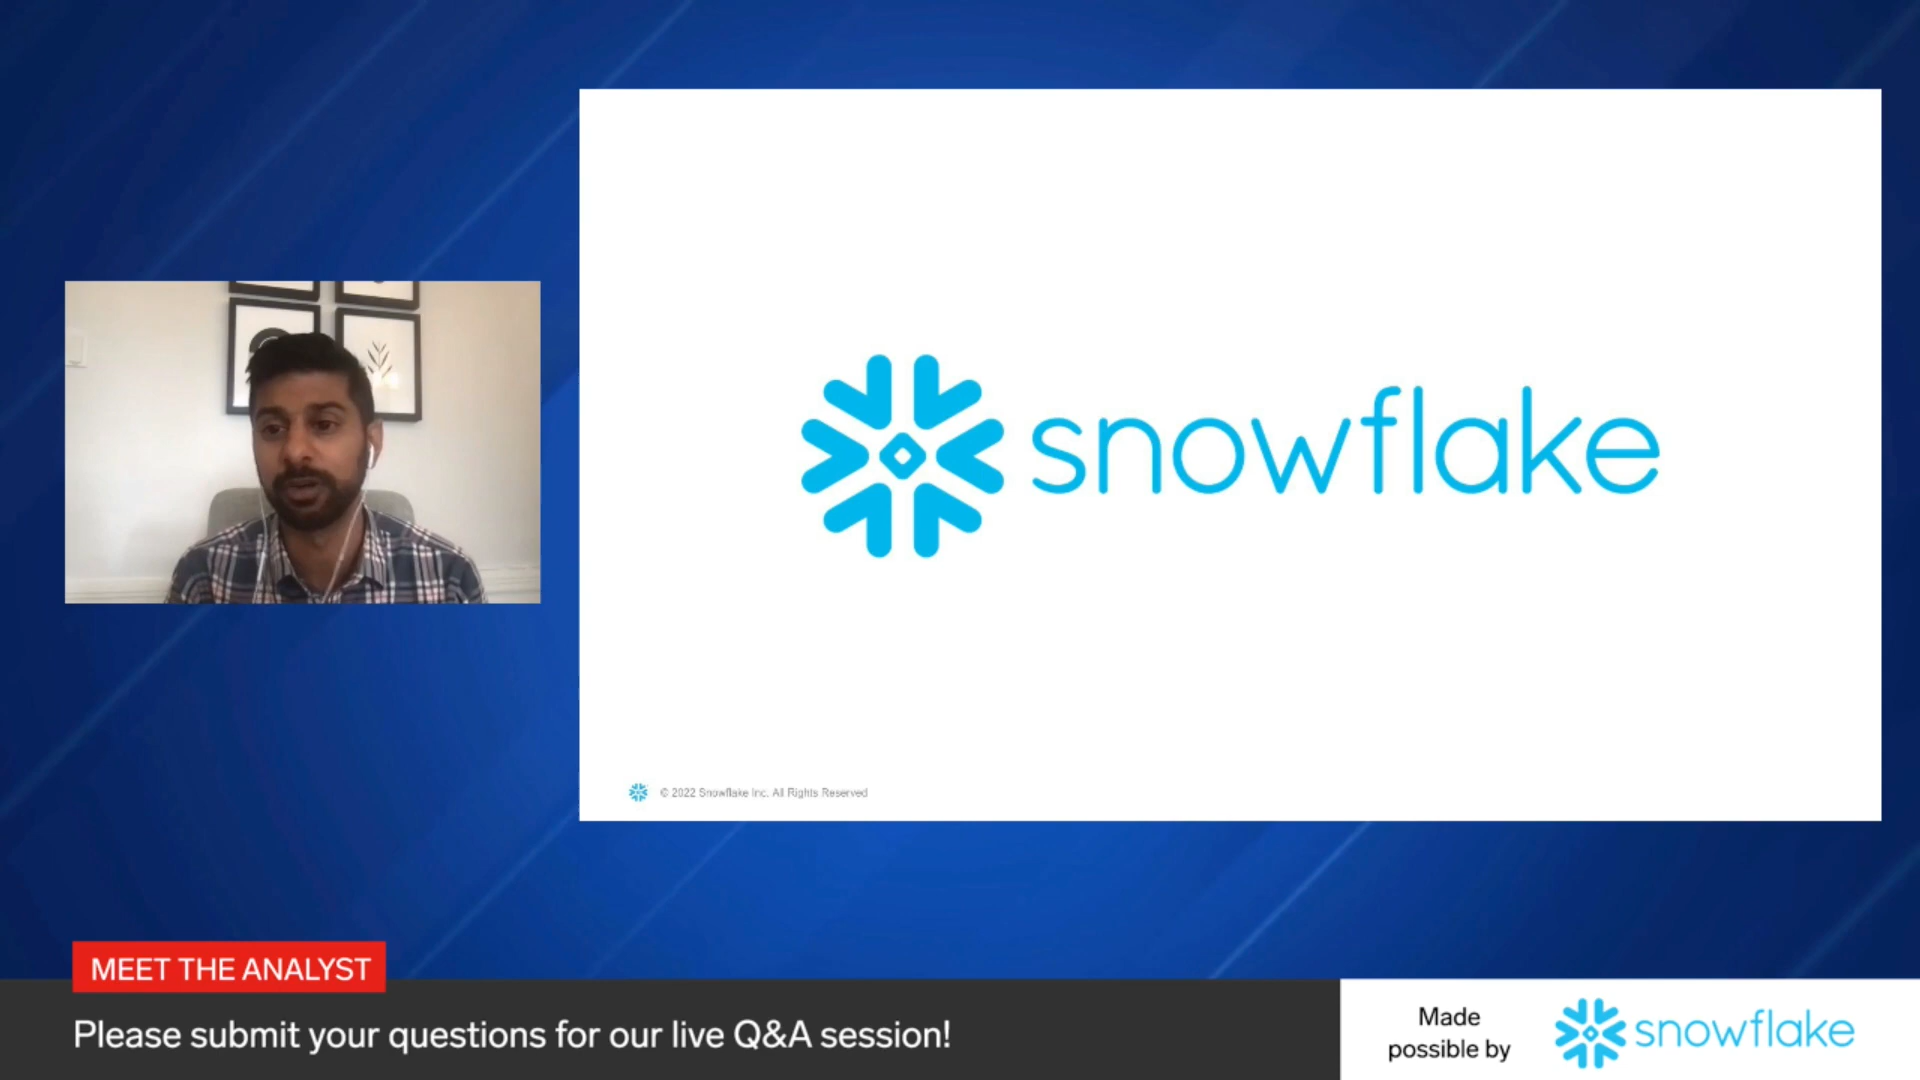 snowflake
© 2022 Snowflake Inc. All Rights Reserved
MEET THE ANALYST
Please submit your questions for our live Q&A session!
Made
possible by
snowflake